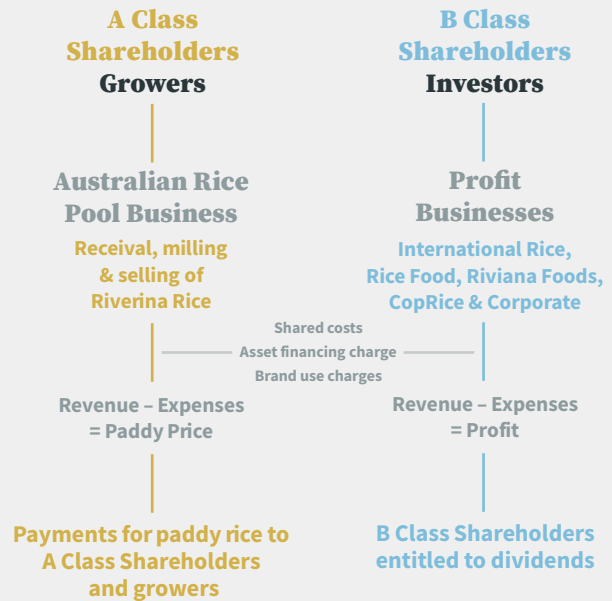 A Class
Shareholders
Growers
Australian Rice
Pool Business
Receival, milling
& selling of
Riverina Rice
B Class
Shareholders
Investors
Profit
Businesses
International Rice,
Rice Food, Riviana Foods,
CopRice & Corporate
Shared costs
Asset financing charge
Brand use charges
Revenue – Expenses
= Paddy Price
Revenue – Expenses
= Profit
Payments for paddy rice to
A Class Shareholders
and growers
B Class Shareholders
entitled to dividends